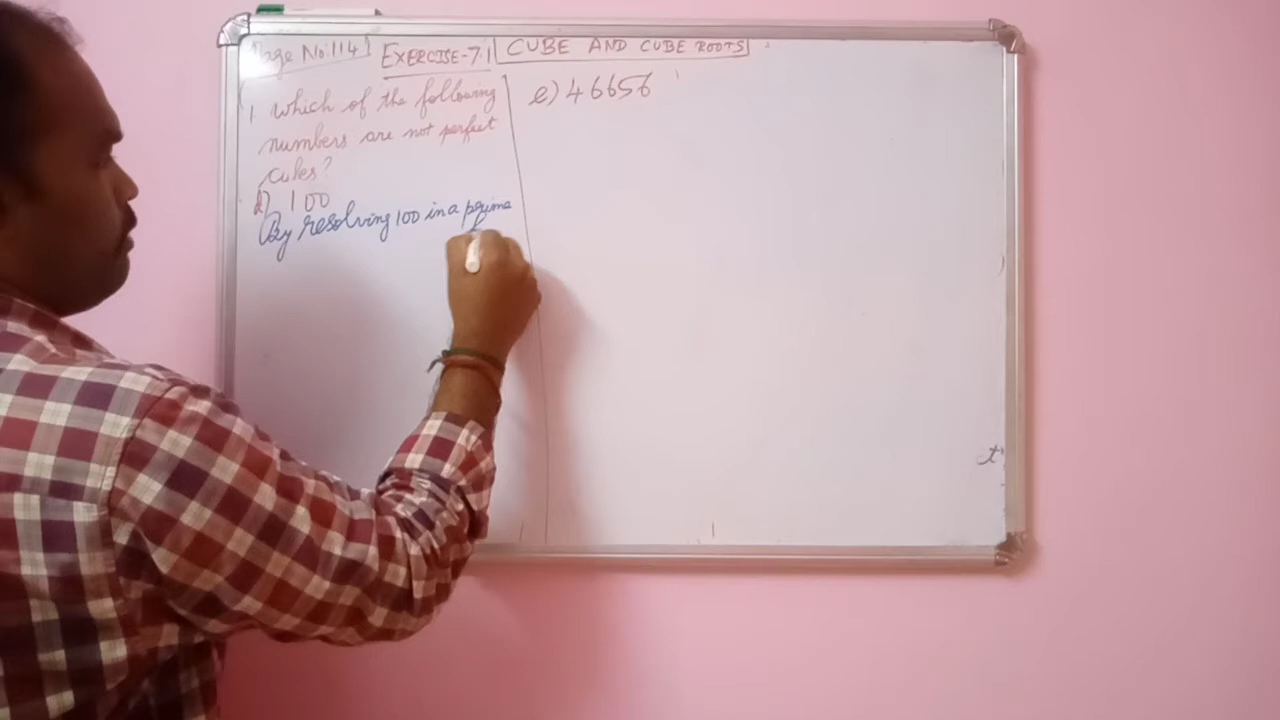 Page No: 114 EXERCISE-7.1 CUBE AND CUBE ROOTS
1. Which of the following
numbers are not perfect
cubes?
d) 100
By resolving 100 in a prime
e) 46656
t